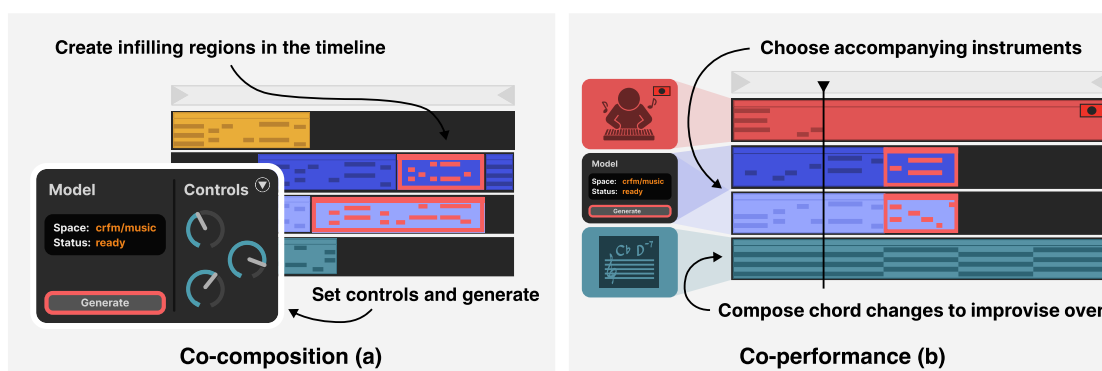 Create infilling regions in the timeline
Model
Controls
Space: crfm/music
Status: ready
Generate
Set controls and generate
Co-composition (a)
Choose accompanying instruments
Model
Space: crfm/music
Status: ready
Generate
C♭ D⁻⁷
Compose chord changes to improvise over
Co-performance (b)